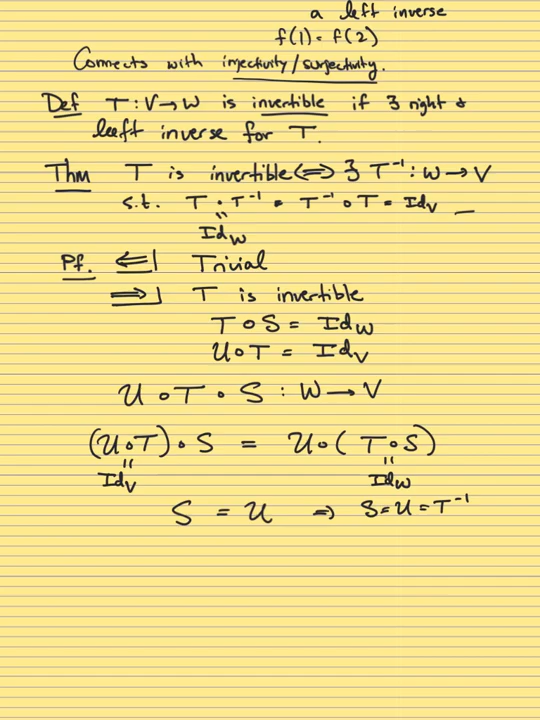 a left inverse
f(1) = f(2)
Connects with injectivity/surjectivity.
Def T : V → W is invertible if ∃ right &
left inverse for T.
Thm T is invertible ⟺ ∃ T⁻¹ : W → V
s.t. T ∘ T⁻¹ = T⁻¹ ∘ T = Id_V
"
Id_W
Pf. ⟸| Trivial
⟹| T is invertible
T ∘ S = Id_W
U ∘ T = Id_V
U ∘ T ∘ S : W → V
(U ∘ T) ∘ S = U ∘ (T ∘ S)
" "
Id_V Id_W
S = U ⇒ S = U = T⁻¹